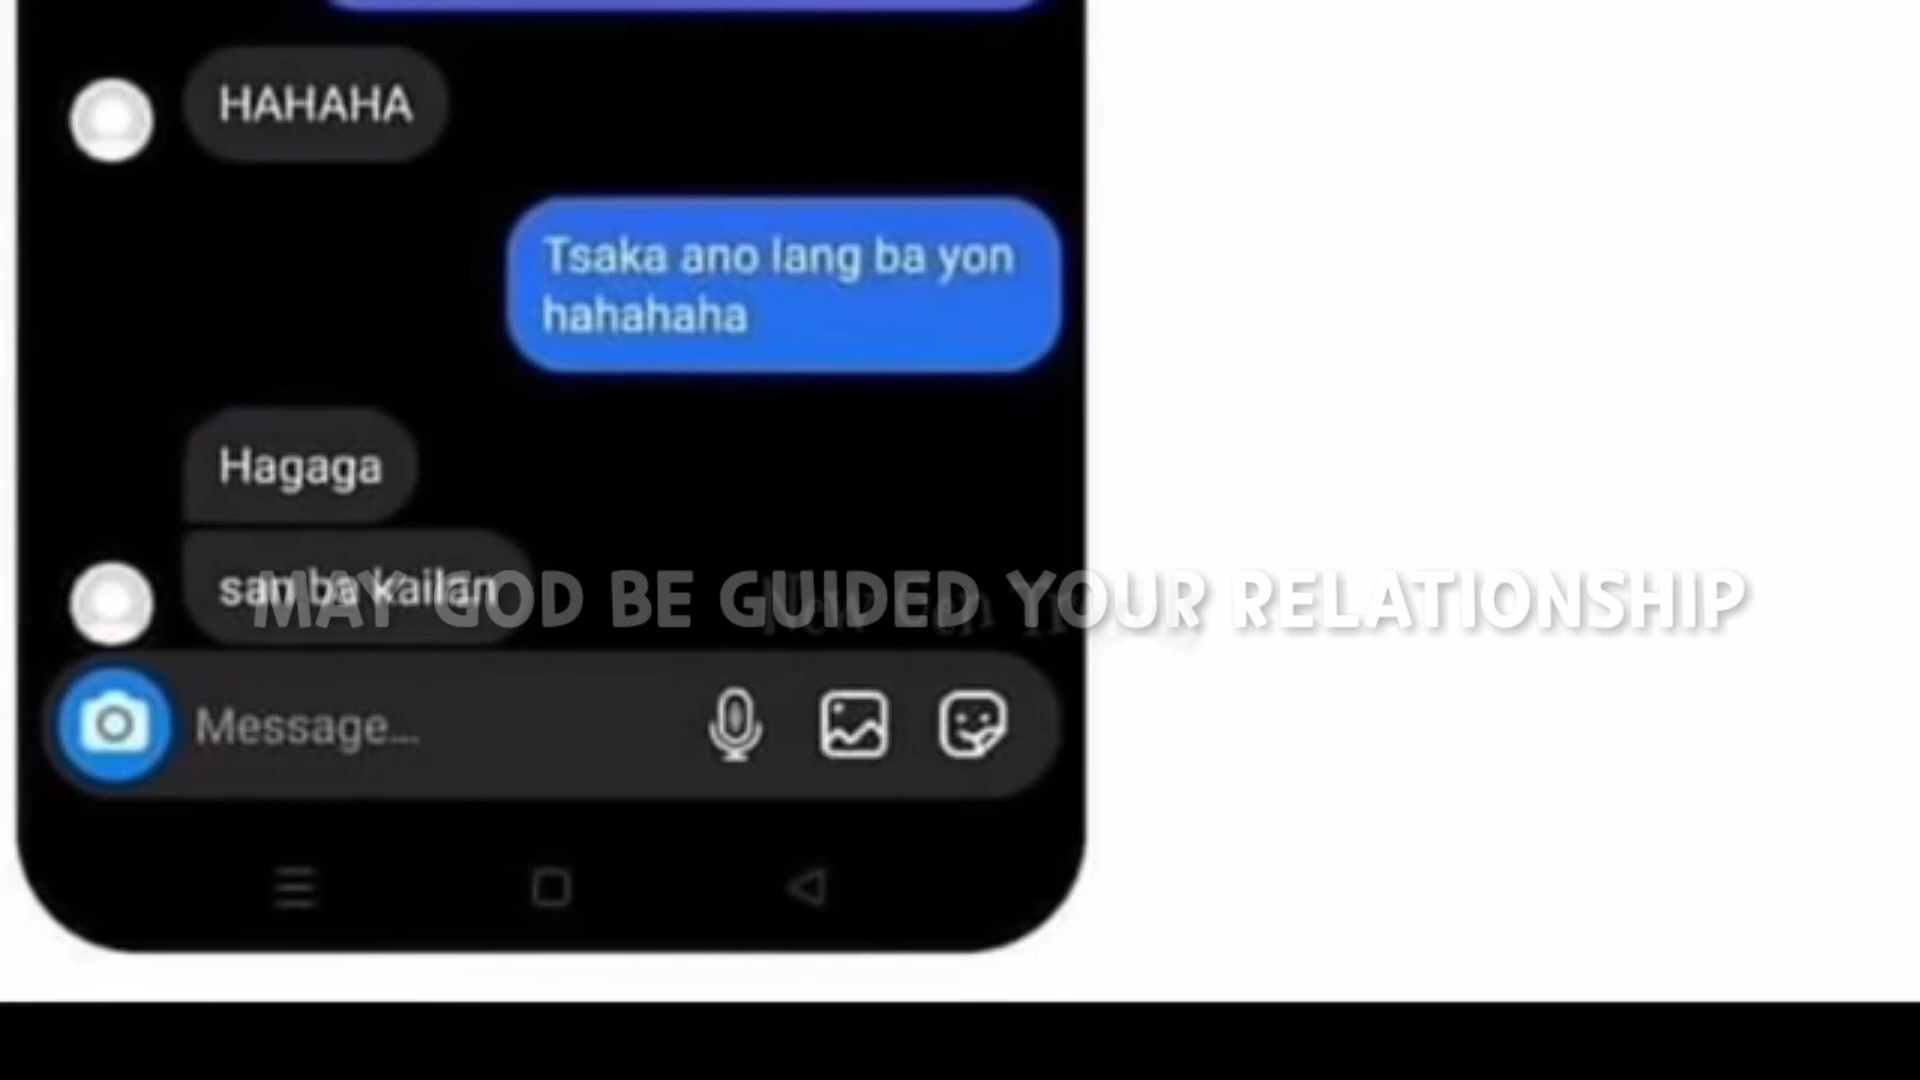 HAHAHA
Tsaka ano lang ba yon
hahahaha
Hagaga
san ba kailan
MAY GOD BE GUIDED YOUR RELATIONSHIP
Message...